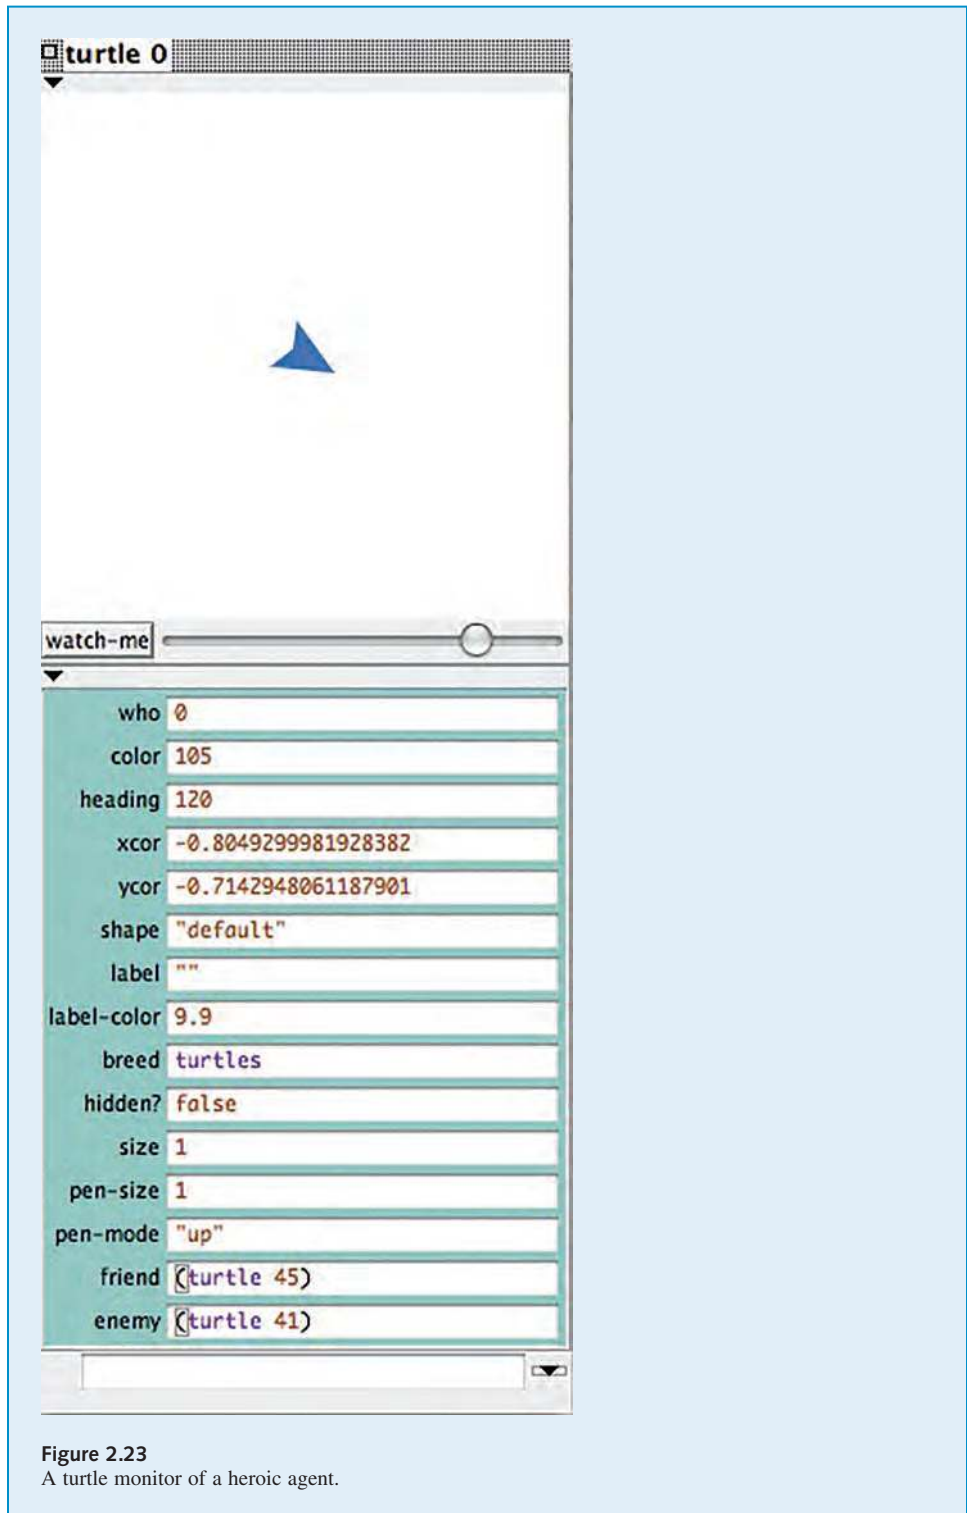 turtle 0
watch-me
who 0
color 105
heading 120
xcor -0.8049299981928382
ycor -0.7142948061187901
shape "default"
label ""
label-color 9.9
breed turtles
hidden? false
size 1
pen-size 1
pen-mode "up"
friend (turtle 45)
enemy (turtle 41)
Figure 2.23
A turtle monitor of a heroic agent.